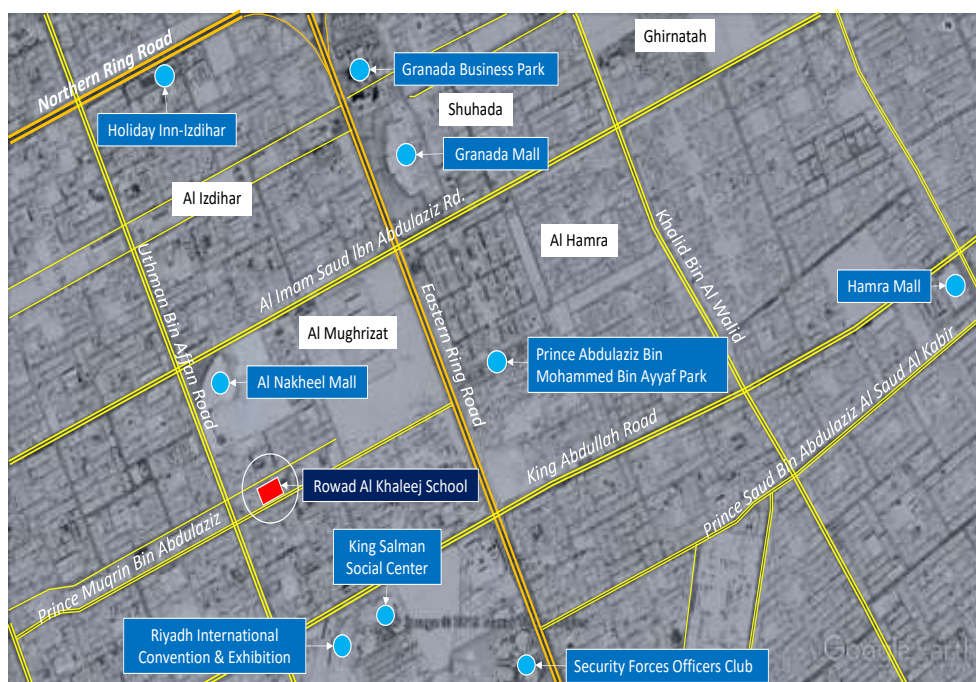 Ghirnatah
Northern Ring Road
Granada Business Park
Holiday Inn-Izdihar
Shuhada
Granada Mall
Al Izdihar
Al Imam Saud Ibn Abdulaziz Rd.
Khalid Bin Al Walid
Al Hamra
Uthman Bin Affan Road
Eastern Ring Road
Hamra Mall
Al Mughrizat
Prince Abdulaziz Bin
Mohammed Bin Ayyaf Park
Al Nakheel Mall
King Abdullah Road
Prince Saud Bin Abdulaziz Al Saud Al Kabir
Rowad Al Khaleej School
Prince Muqrin Bin Abdulaziz
King Salman
Social Center
Riyadh International
Convention & Exhibition
Security Forces Officers Club
Google Earth